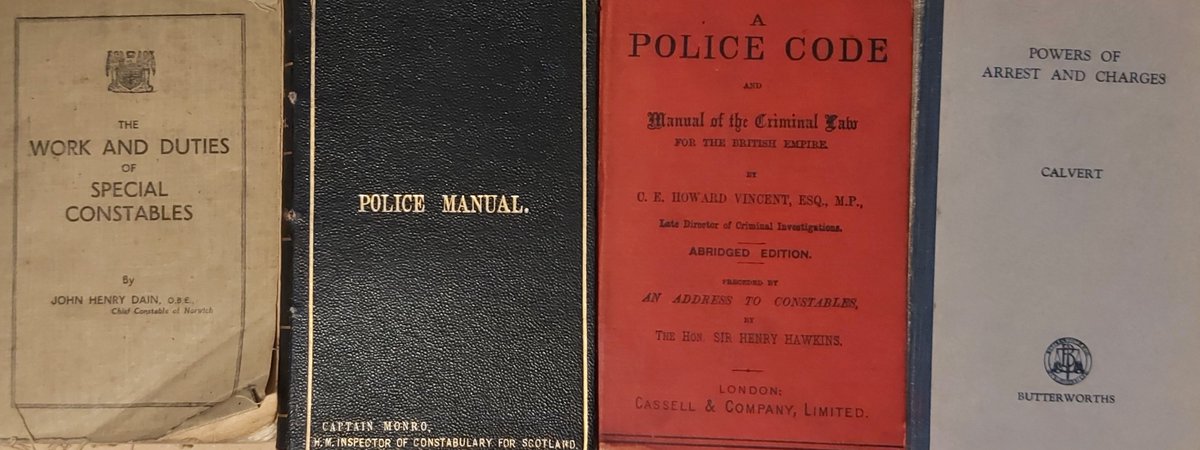 THE
WORK AND DUTIES
OF
SPECIAL
CONSTABLES
By
JOHN HENRY DAIN, O.B.E.,
Chief Constable of Norwich
POLICE MANUAL.
CAPTAIN MONRO,
H.M. INSPECTOR OF CONSTABULARY FOR SCOTLAND.
A
POLICE CODE
AND
Manual of the Criminal Law
FOR THE BRITISH EMPIRE
BY
C. E. HOWARD VINCENT, ESQ., M.P.,
Late Director of Criminal Investigations.
ABRIDGED EDITION.
PRECEDED BY
AN ADDRESS TO CONSTABLES,
BY
THE HON. SIR HENRY HAWKINS.
LONDON:
CASSELL & COMPANY, LIMITED.
POWERS OF
ARREST AND CHARGES
CALVERT
BUTTERWORTHS